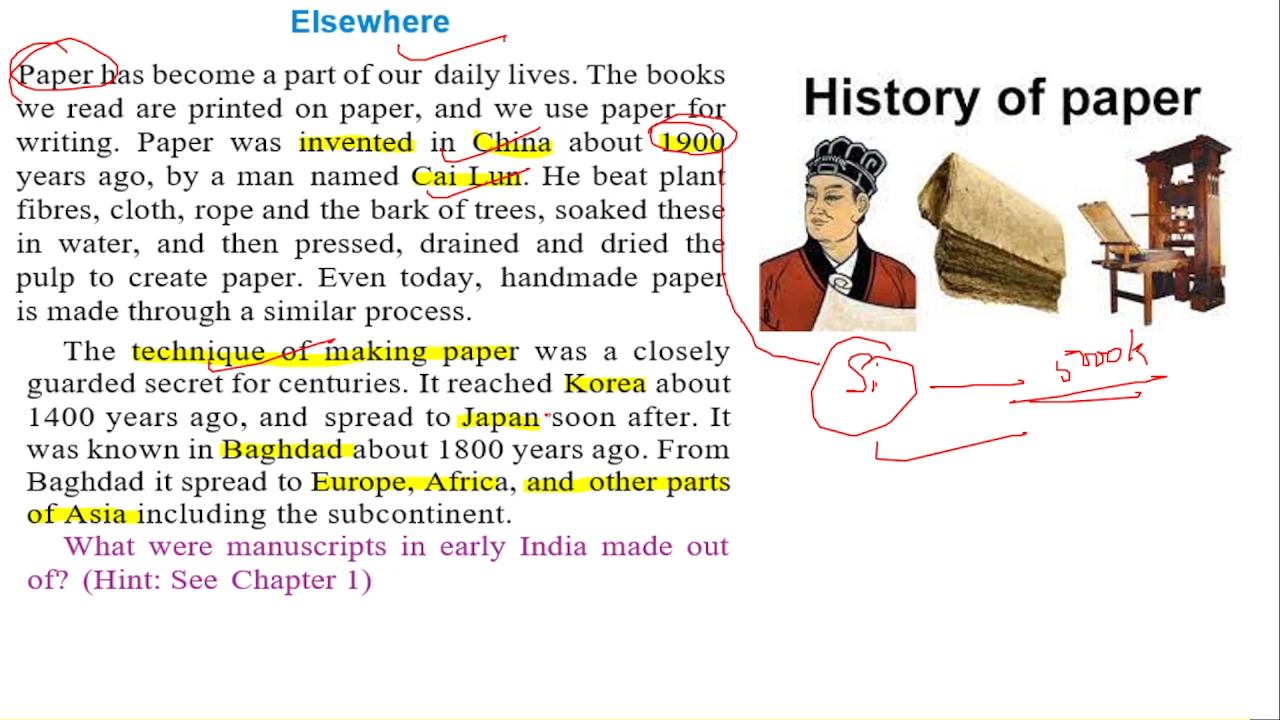 Elsewhere
Paper has become a part of our daily lives. The books
we read are printed on paper, and we use paper for
writing. Paper was invented in China about 1900
years ago, by a man named Cai Lun. He beat plant
fibres, cloth, rope and the bark of trees, soaked these
in water, and then pressed, drained and dried the
pulp to create paper. Even today, handmade paper
is made through a similar process.
The technique of making paper was a closely
guarded secret for centuries. It reached Korea about
1400 years ago, and spread to Japan soon after. It
was known in Baghdad about 1800 years ago. From
Baghdad it spread to Europe, Africa, and other parts
of Asia including the subcontinent.
What were manuscripts in early India made out
of? (Hint: See Chapter 1)
History of paper